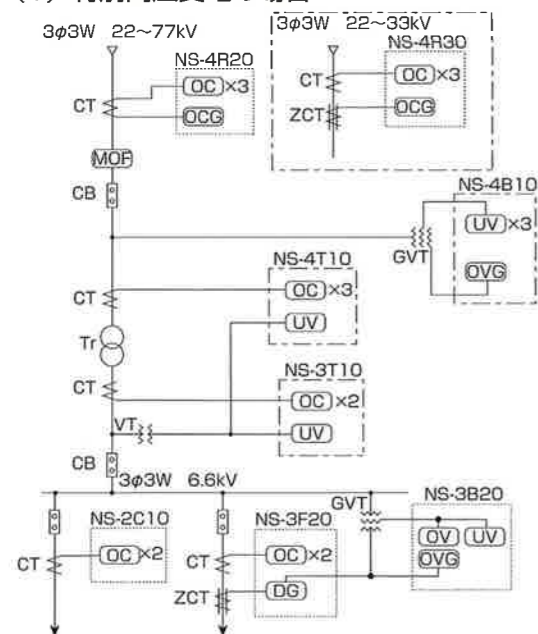 3φ3W 22～77kV
NS-4R20
OC×3
CT
OCG
3φ3W 22～33kV
NS-4R30
CT
OC×3
ZCT
OCG
MOF
CB
NS-4B10
UV×3
GVT
OVG
NS-4T10
CT
OC×3
UV
Tr
NS-3T10
CT
OC×2
VT
UV
CB
3φ3W 6.6kV
NS-2C10
CT
OC×2
NS-3F20
CT
OC×2
ZCT
DG
GVT
NS-3B20
OV
UV
OVG